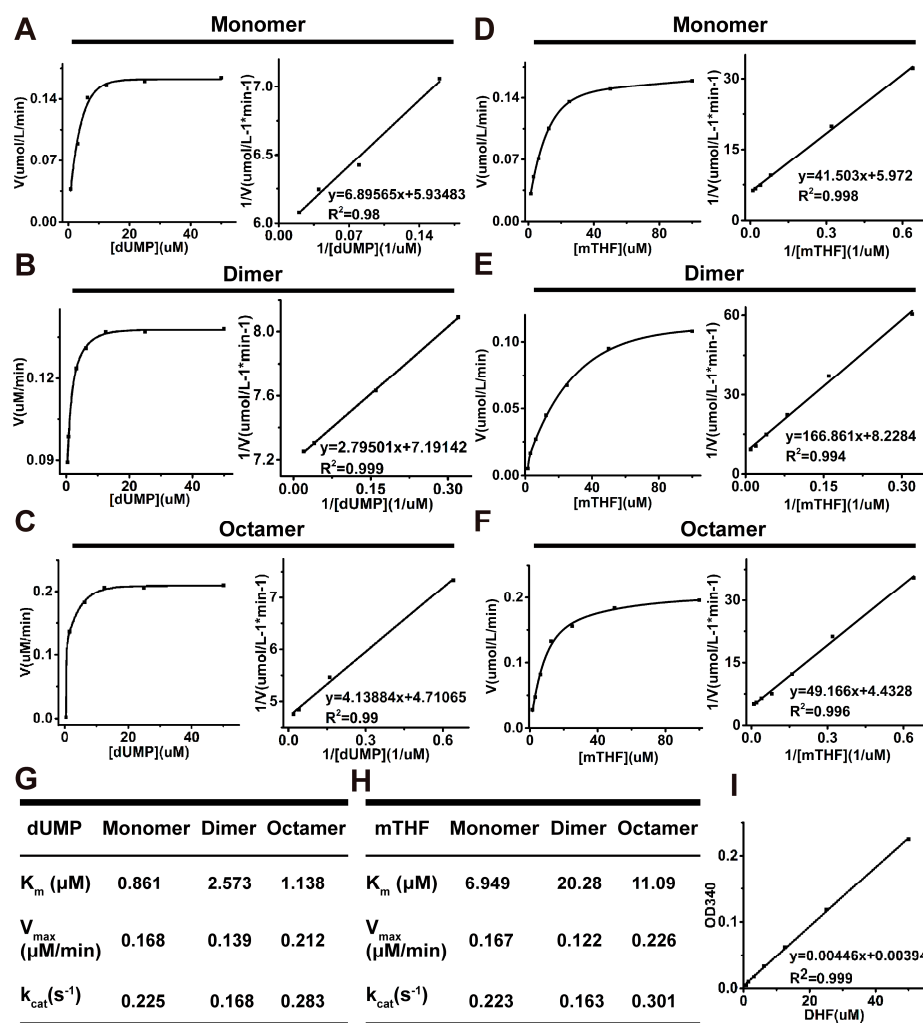 A
Monomer
V(umol/L/min)
0.14
0.07
0.00
0
20
40
[dUMP](uM)
1/V(umol/L-1*min-1)
7.0
6.5
6.0
y=6.89565x+5.93483
R2=0.98
0.00
0.07
0.14
1/[dUMP](1/uM)
D
Monomer
V(umol/L/min)
0.14
0.07
0.00
0
40
80
[mTHF](uM)
1/V(umol/L-1*min-1)
30
15
0
y=41.503x+5.972
R2=0.998
0.0
0.3
0.6
1/[mTHF](1/uM)
B
Dimer
V(uM/min)
0.12
0.09
0
20
40
[dUMP](uM)
1/V(umol/L-1*min-1)
8.0
7.6
7.2
y=2.79501x+7.19142
R2=0.999
0.00
0.15
0.30
1/[dUMP](1/uM)
E
Dimer
V(umol/L/min)
0.10
0.05
0.00
0
40
80
[mTHF](uM)
1/V(umol/L-1*min-1)
60
40
20
0
y=166.861x+8.2284
R2=0.994
0.00
0.15
0.30
1/[mTHF](1/uM)
C
Octamer
V(uM/min)
0.2
0.1
0.0
0
20
40
[dUMP](uM)
1/V(umol/L-1*min-1)
7
6
5
y=4.13884x+4.71065
R2=0.99
0.0
0.3
0.6
1/[dUMP](1/uM)
F
Octamer
V(umol/L/min)
0.2
0.1
0.0
0
40
80
[mTHF](uM)
1/V(umol/L-1*min-1)
30
15
0
y=49.166x+4.4328
R2=0.996
0.0
0.3
0.6
1/[mTHF](1/uM)
G
dUMP Monomer Dimer Octamer
Km (µM) 0.861 2.573 1.138
Vmax (µM/min) 0.168 0.139 0.212
kcat(s-1) 0.225 0.168 0.283
H
mTHF Monomer Dimer Octamer
Km (µM) 6.949 20.28 11.09
Vmax (µM/min) 0.167 0.122 0.226
kcat(s-1) 0.223 0.163 0.301
I
OD340
0.2
0.1
0.0
y=0.00446x+0.00394
R2=0.999
0
20
40
DHF(uM)